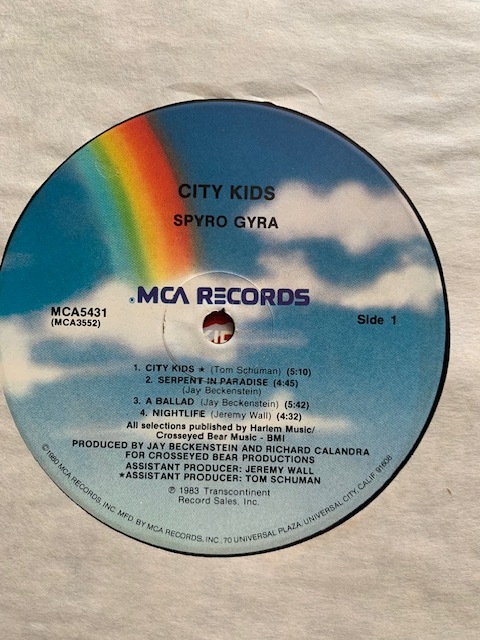 CITY KIDS
SPYRO GYRA
®MCA RECORDS
MCA5431
(MCA3552)
Side 1
1. CITY KIDS ★ (Tom Schuman) (5:10)
2. SERPENT IN PARADISE (4:45)
(Jay Beckenstein)
3. A BALLAD (Jay Beckenstein) (5:42)
4. NIGHTLIFE (Jeremy Wall) (4:32)
All selections published by Harlem Music/
Crosseyed Bear Music - BMI
PRODUCED BY JAY BECKENSTEIN AND RICHARD CALANDRA
FOR CROSSEYED BEAR PRODUCTIONS
ASSISTANT PRODUCER: JEREMY WALL
★ASSISTANT PRODUCER: TOM SCHUMAN
℗ 1983 Transcontinent
Record Sales, Inc.
©1980 MCA RECORDS, INC. MFD. BY MCA RECORDS, INC. 70 UNIVERSAL PLAZA, UNIVERSAL CITY, CALIF. 91608